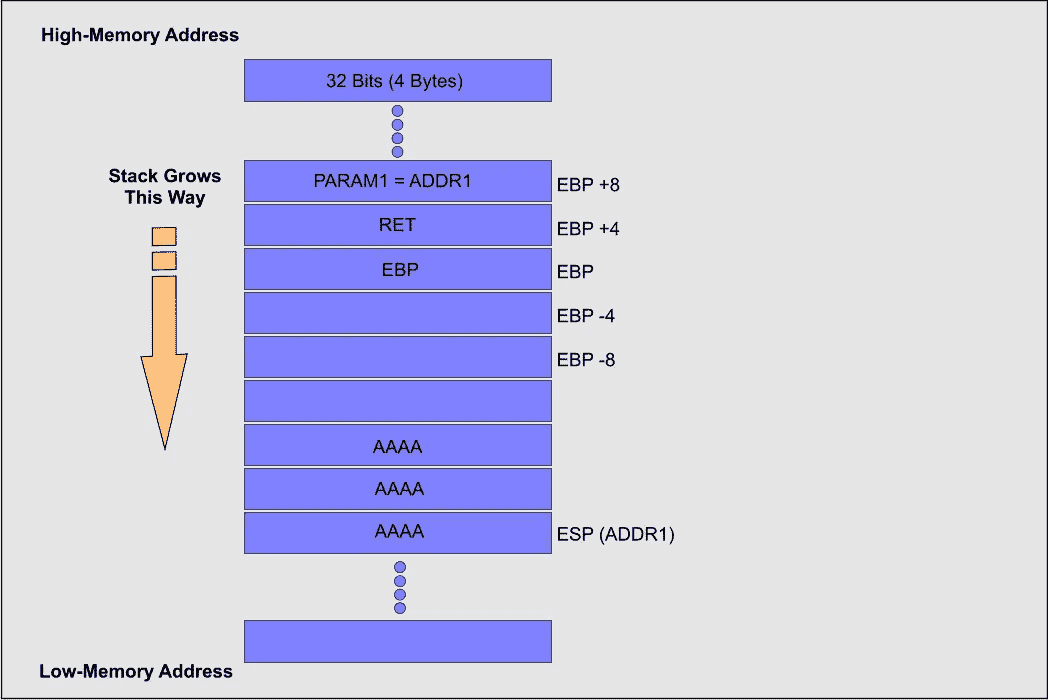 High-Memory Address
32 Bits (4 Bytes)
Stack Grows
This Way
PARAM1 = ADDR1
EBP +8
RET
EBP +4
EBP
EBP
EBP -4
EBP -8
AAAA
AAAA
AAAA
ESP (ADDR1)
Low-Memory Address